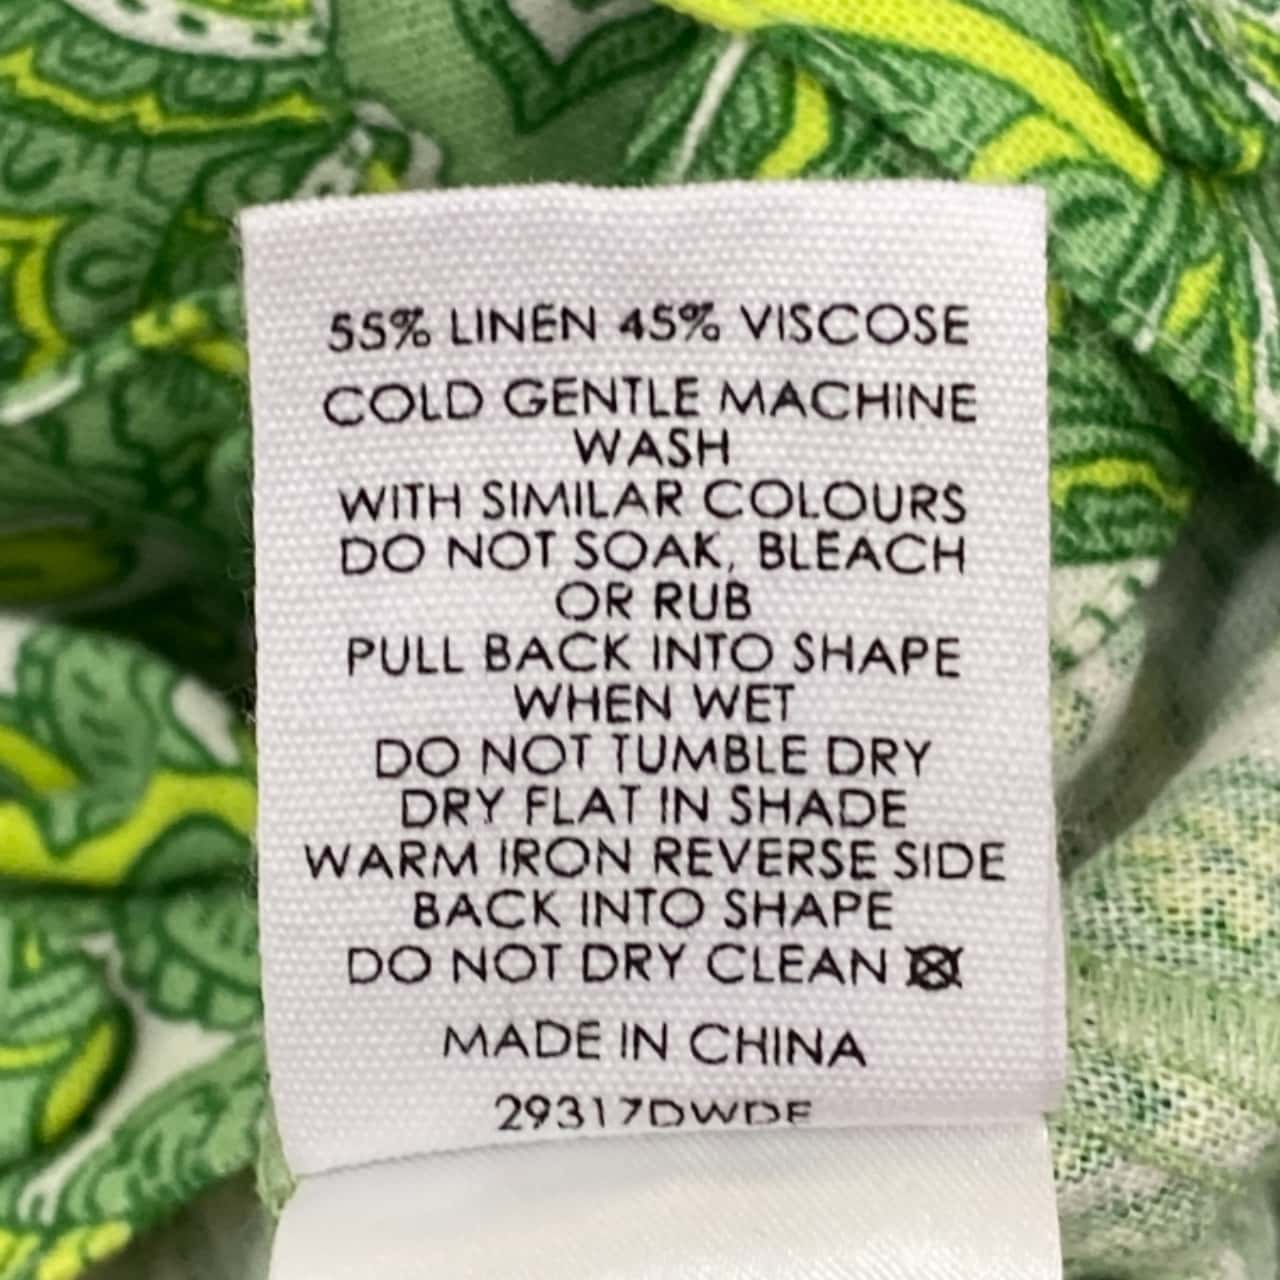 55% LINEN 45% VISCOSE
COLD GENTLE MACHINE
WASH
WITH SIMILAR COLOURS
DO NOT SOAK, BLEACH
OR RUB
PULL BACK INTO SHAPE
WHEN WET
DO NOT TUMBLE DRY
DRY FLAT IN SHADE
WARM IRON REVERSE SIDE
BACK INTO SHAPE
DO NOT DRY CLEAN
MADE IN CHINA
29317DWDF